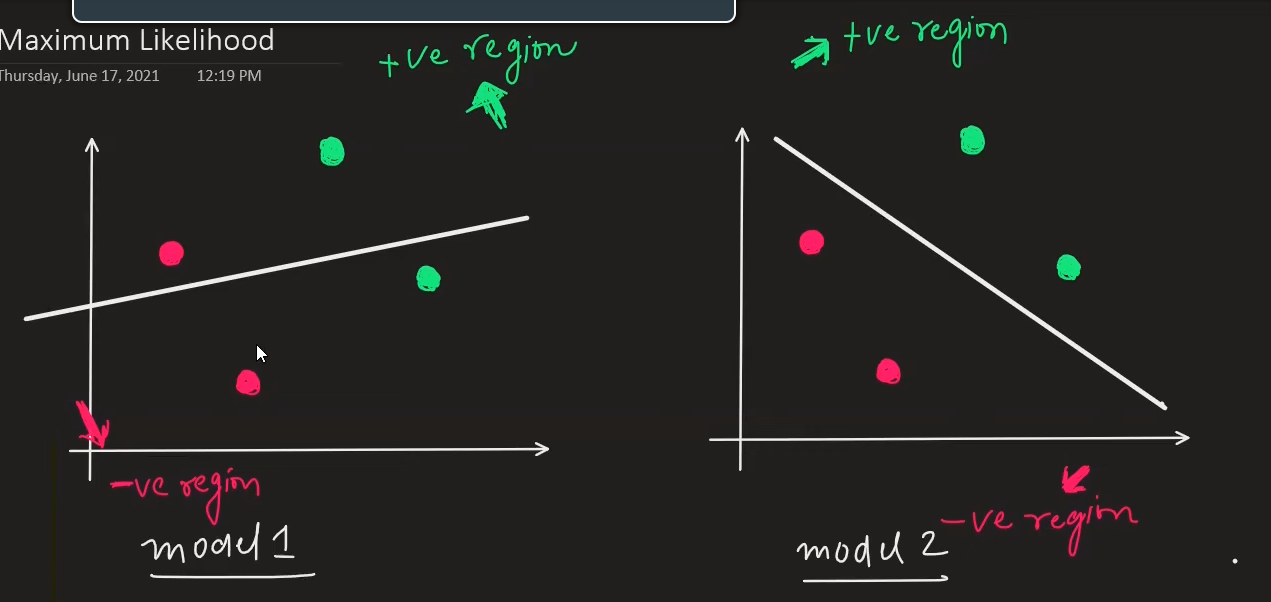 Maximum Likelihood
Thursday, June 17, 2021 12:19 PM
+ve region
+ve region
-ve region
-ve region
model 1
model 2